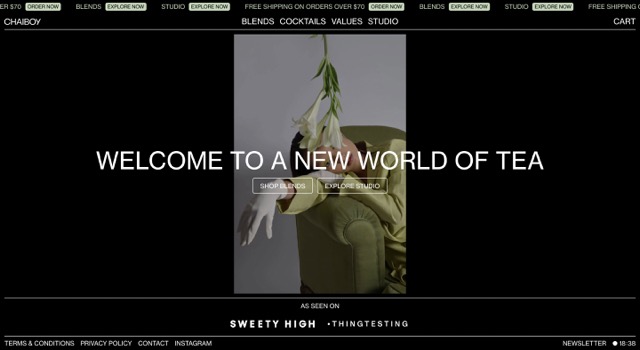 ER $70 ORDER NOW BLENDS EXPLORE NOW STUDIO EXPLORE NOW FREE SHIPPING ON ORDERS OVER $70 ORDER NOW BLENDS EXPLORE NOW STUDIO EXPLORE NOW FREE SHIPPING O
CHAIBOY BLENDS COCKTAILS VALUES STUDIO CART
WELCOME TO A NEW WORLD OF TEA
SHOP BLENDS EXPLORE STUDIO
AS SEEN ON
SWEETY HIGH •THINGTESTING
TERMS & CONDITIONS PRIVACY POLICY CONTACT INSTAGRAM NEWSLETTER 18:38